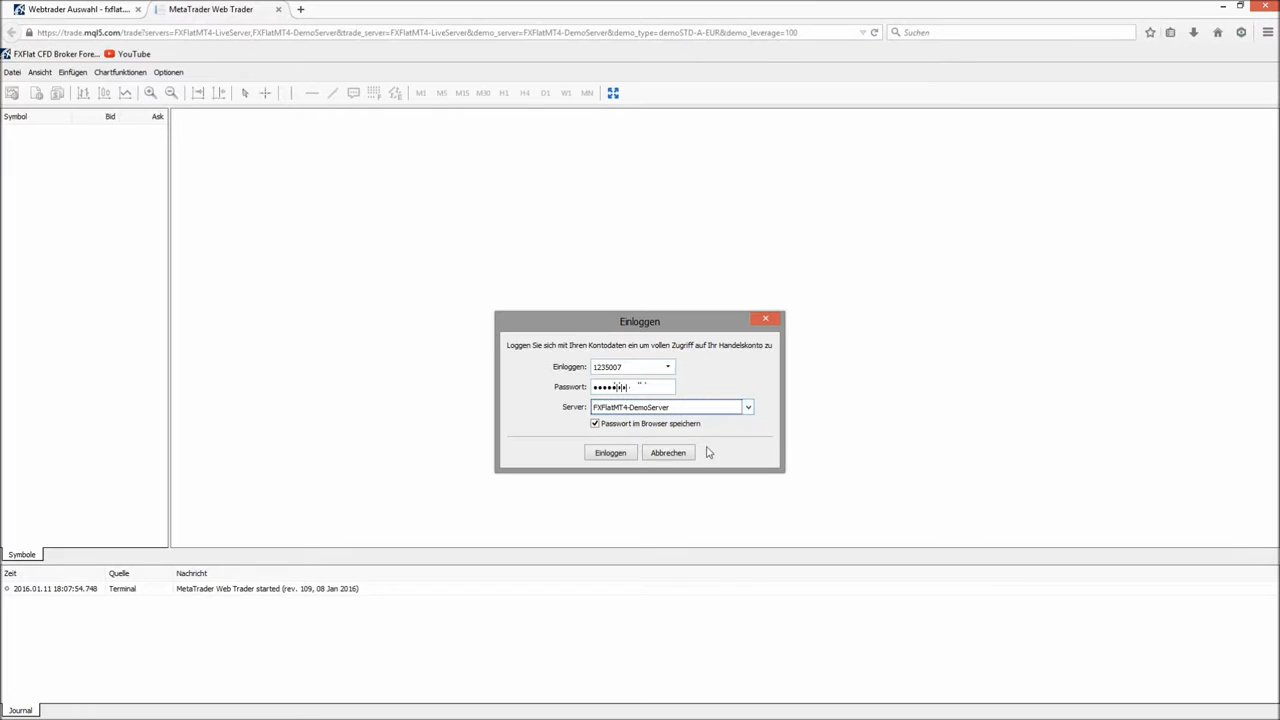 Webtrader Auswahl - fxflat....
MetaTrader Web Trader
https://trade.mql5.com/trade?servers=FXFlatMT4-LiveServer,FXFlatMT4-DemoServer&trade_server=FXFlatMT4-LiveServer&demo_server=FXFlatMT4-DemoServer&demo_type=demoSTD-A-EUR&demo_leverage=100
Suchen
FXFlat CFD Broker Fore... YouTube
Datei Ansicht Einfügen Chartfunktionen Optionen
M1 M5 M15 M30 H1 H4 D1 W1 MN
Symbol Bid Ask
Einloggen
Loggen Sie sich mit Ihren Kontodaten ein um vollen Zugriff auf Ihr Handelskonto zu
Einloggen: 1235007
Passwort:
Server: FXFlatMT4-DemoServer
Passwort im Browser speichern
Einloggen Abbrechen
Symbole
Zeit Quelle Nachricht
2016.01.11 18:07:54.748 Terminal MetaTrader Web Trader started (rev. 109, 08 Jan 2016)
Journal